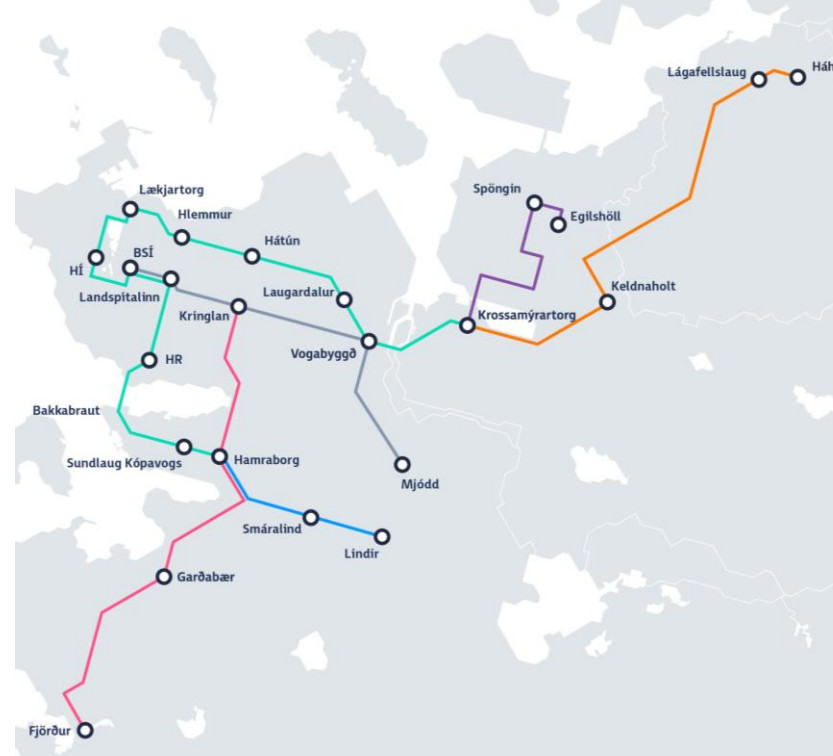 Háh
Lágafellslaug
Spöngin
Egilshöll
Lækjartorg
Hlemmur
Hátún
BSÍ
HÍ
Landspítalinn
Laugardalur
Keldnaholt
Kringlan
Krossamýrartorg
Vogabyggð
HR
Bakkabraut
Sundlaug Kópavogs
Hamraborg
Mjódd
Smáralind
Lindir
Garðabær
Fjörður